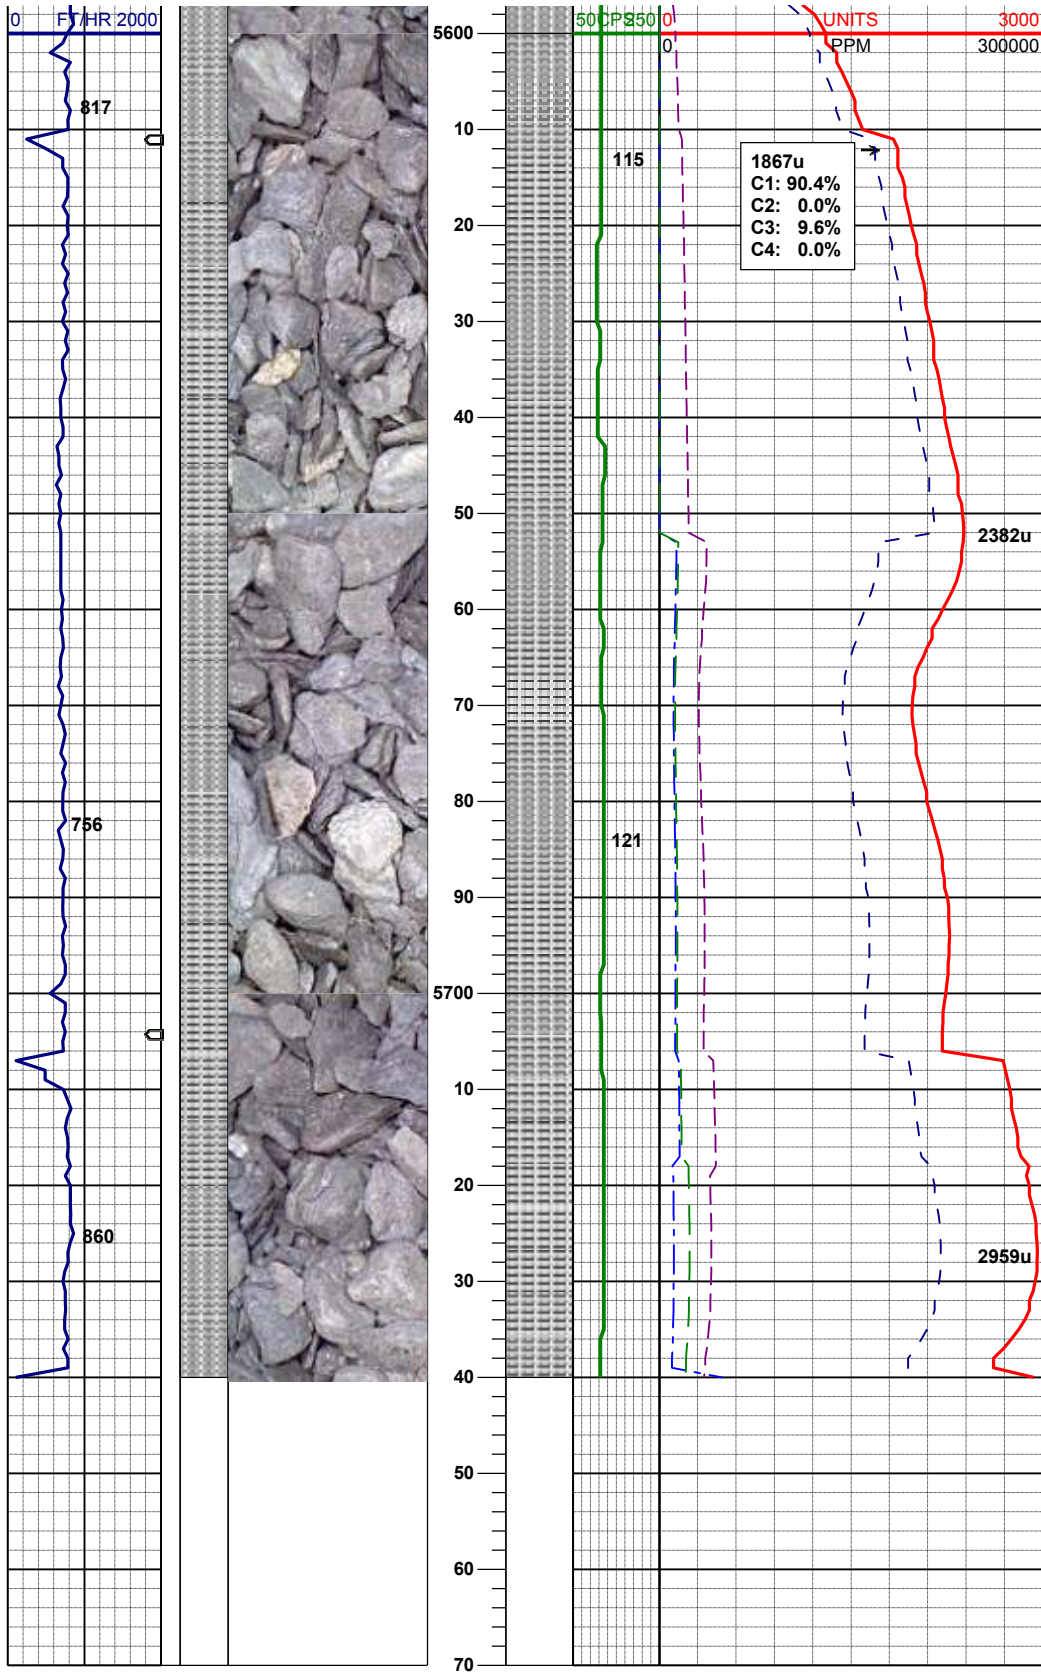 0 FT/HR 2000
50 CPS 250
0 UNITS 3000
0 PPM 300000
5600
817
10
115
1867u
C1: 90.4%
C2: 0.0%
C3: 9.6%
C4: 0.0%
20
30
40
50
2382u
60
70
80
756
121
90
5700
10
20
860
2959u
30
40
50
60
70